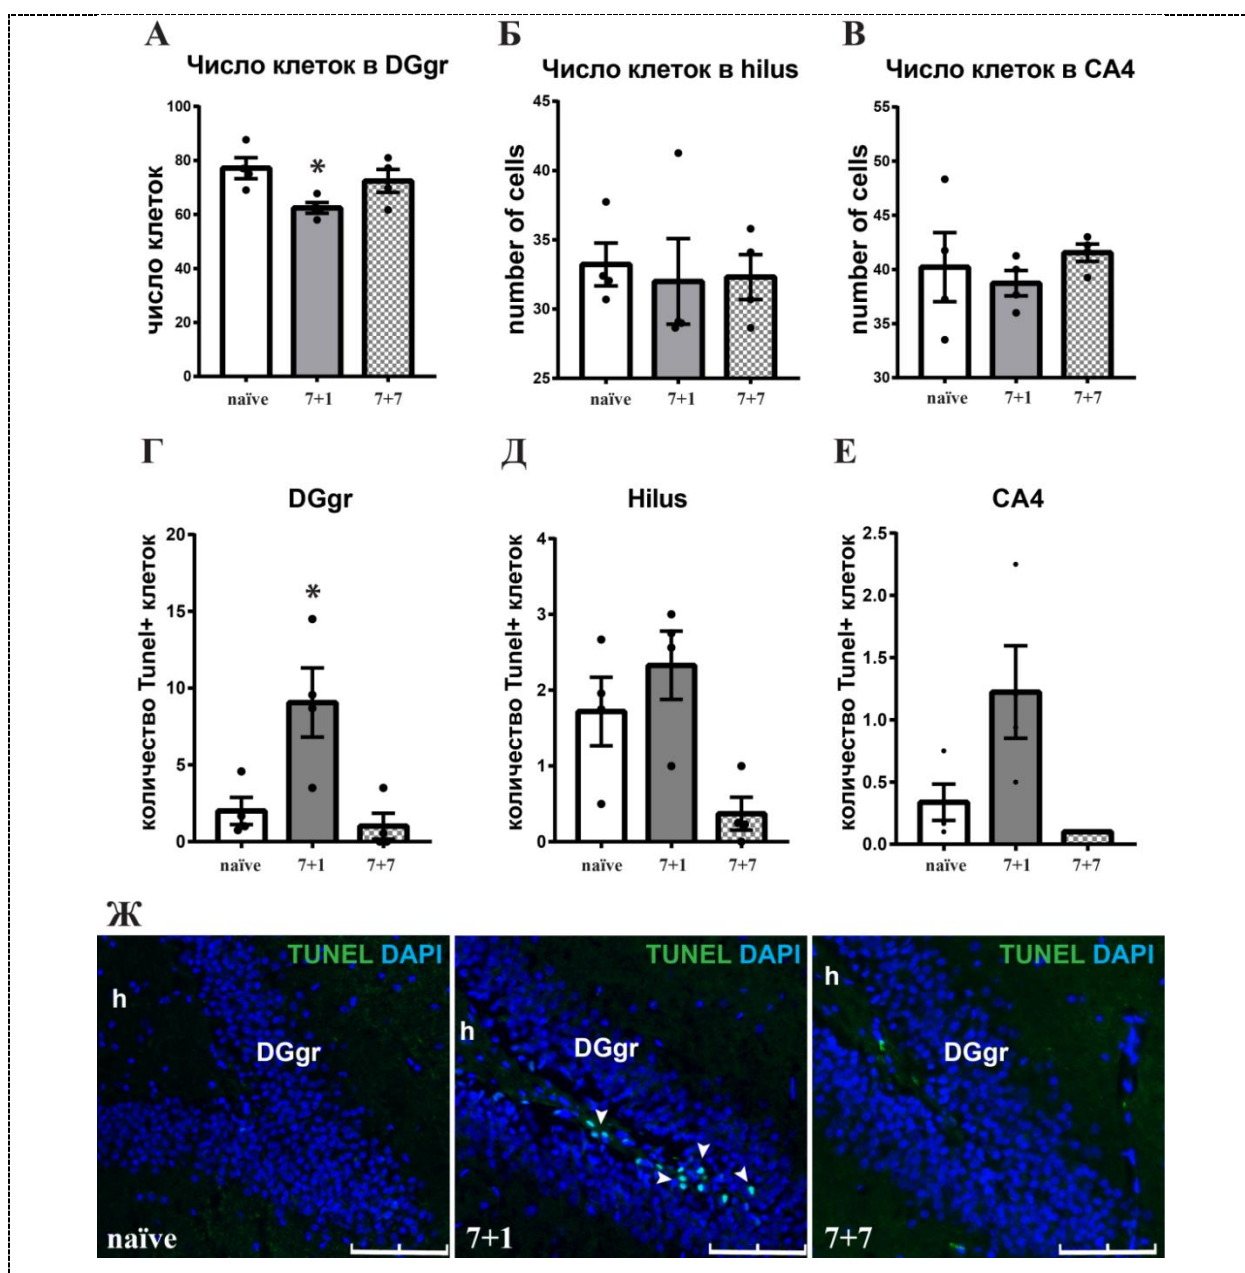 А
Число клеток в DGgr
число клеток
100
80
60
40
20
0
*
naïve 7+1 7+7
Б
Число клеток в hilus
number of cells
45
40
35
30
25
naïve 7+1 7+7
В
Число клеток в CA4
number of cells
55
50
45
40
35
30
naïve 7+1 7+7
Г
DGgr
количество Tunel+ клеток
20
15
10
5
0
*
naïve 7+1 7+7
Д
Hilus
количество Tunel+ клеток
4
3
2
1
0
naïve 7+1 7+7
Е
CA4
количество Tunel+ клеток
2.5
2.0
1.5
1.0
0.5
0.0
naïve 7+1 7+7
Ж
TUNEL DAPI
h
DGgr
naïve
TUNEL DAPI
h
DGgr
7+1
TUNEL DAPI
h
DGgr
7+7